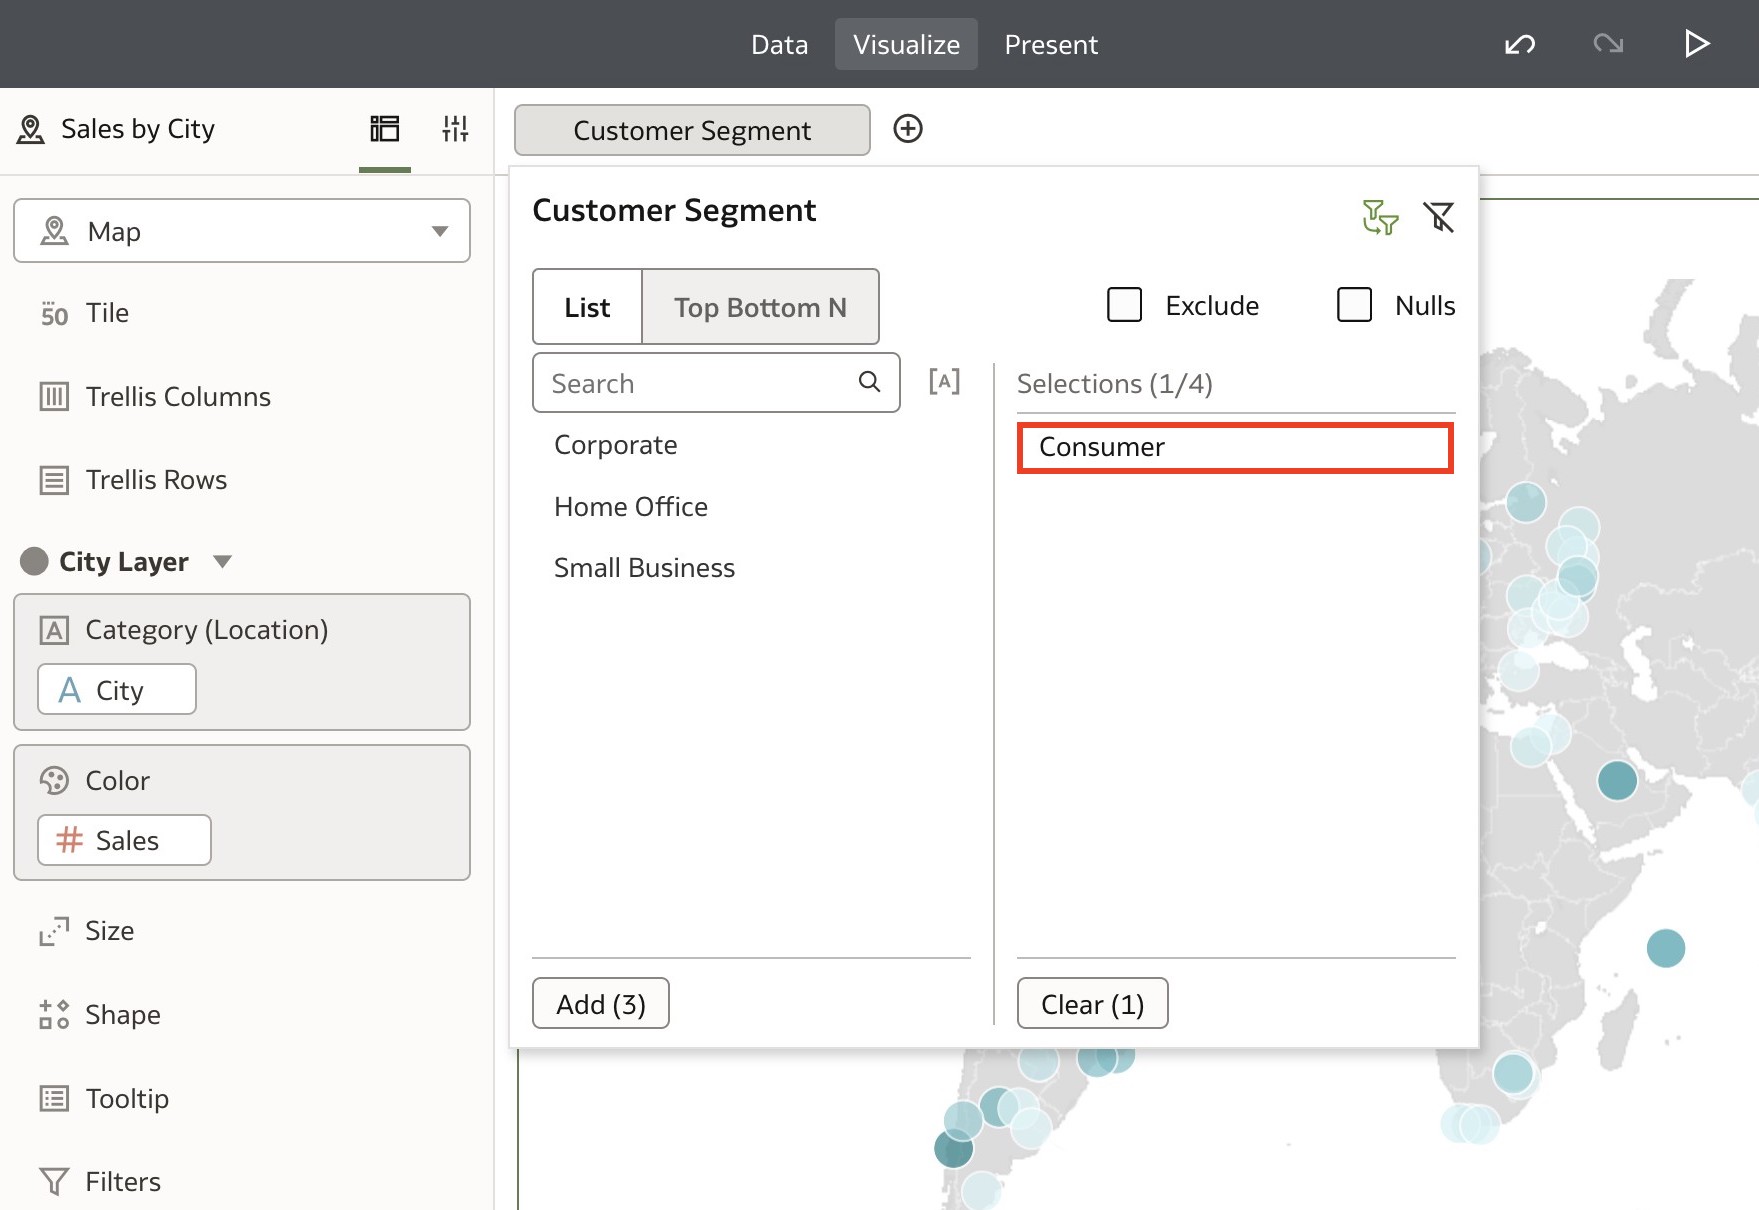 Data Visualize Present
Sales by City
Customer Segment
Map
Tile
Trellis Columns
Trellis Rows
City Layer
Category (Location)
City
Color
Sales
Size
Shape
Tooltip
Filters
Customer Segment
List Top Bottom N
Exclude Nulls
Search
Selections (1/4)
Corporate
Home Office
Small Business
Consumer
Add (3)
Clear (1)